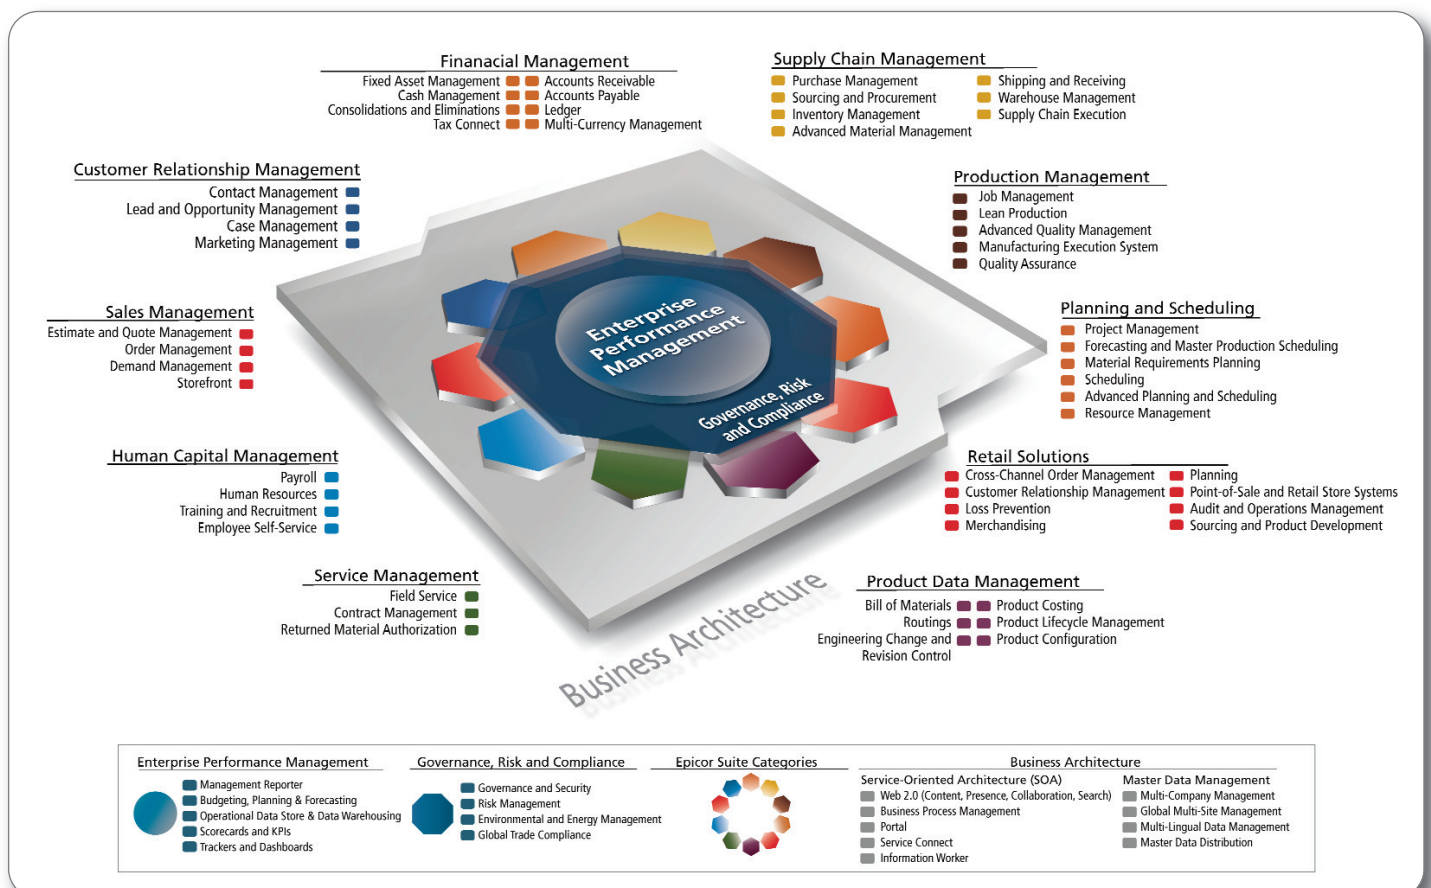 Finanacial Management
Fixed Asset Management
Cash Management
Consolidations and Eliminations
Tax Connect
Accounts Receivable
Accounts Payable
Ledger
Multi-Currency Management
Supply Chain Management
Purchase Management
Sourcing and Procurement
Inventory Management
Advanced Material Management
Shipping and Receiving
Warehouse Management
Supply Chain Execution
Customer Relationship Management
Contact Management
Lead and Opportunity Management
Case Management
Marketing Management
Production Management
Job Management
Lean Production
Advanced Quality Management
Manufacturing Execution System
Quality Assurance
Sales Management
Estimate and Quote Management
Order Management
Demand Management
Storefront
Enterprise
Performance
Management
Governance, Risk
and Compliance
Planning and Scheduling
Project Management
Forecasting and Master Production Scheduling
Material Requirements Planning
Scheduling
Advanced Planning and Scheduling
Resource Management
Human Capital Management
Payroll
Human Resources
Training and Recruitment
Employee Self-Service
Retail Solutions
Cross-Channel Order Management
Customer Relationship Management
Loss Prevention
Merchandising
Planning
Point-of-Sale and Retail Store Systems
Audit and Operations Management
Sourcing and Product Development
Service Management
Field Service
Contract Management
Returned Material Authorization
Business Architecture
Product Data Management
Bill of Materials
Routings
Engineering Change and
Revision Control
Product Costing
Product Lifecycle Management
Product Configuration
Enterprise Performance Management
Management Reporter
Budgeting, Planning & Forecasting
Operational Data Store & Data Warehousing
Scorecards and KPIs
Trackers and Dashboards
Governance, Risk and Compliance
Governance and Security
Risk Management
Environmental and Energy Management
Global Trade Compliance
Epicor Suite Categories
Business Architecture
Service-Oriented Architecture (SOA)
Web 2.0 (Content, Presence, Collaboration, Search)
Business Process Management
Portal
Service Connect
Information Worker
Master Data Management
Multi-Company Management
Global Multi-Site Management
Multi-Lingual Data Management
Master Data Distribution